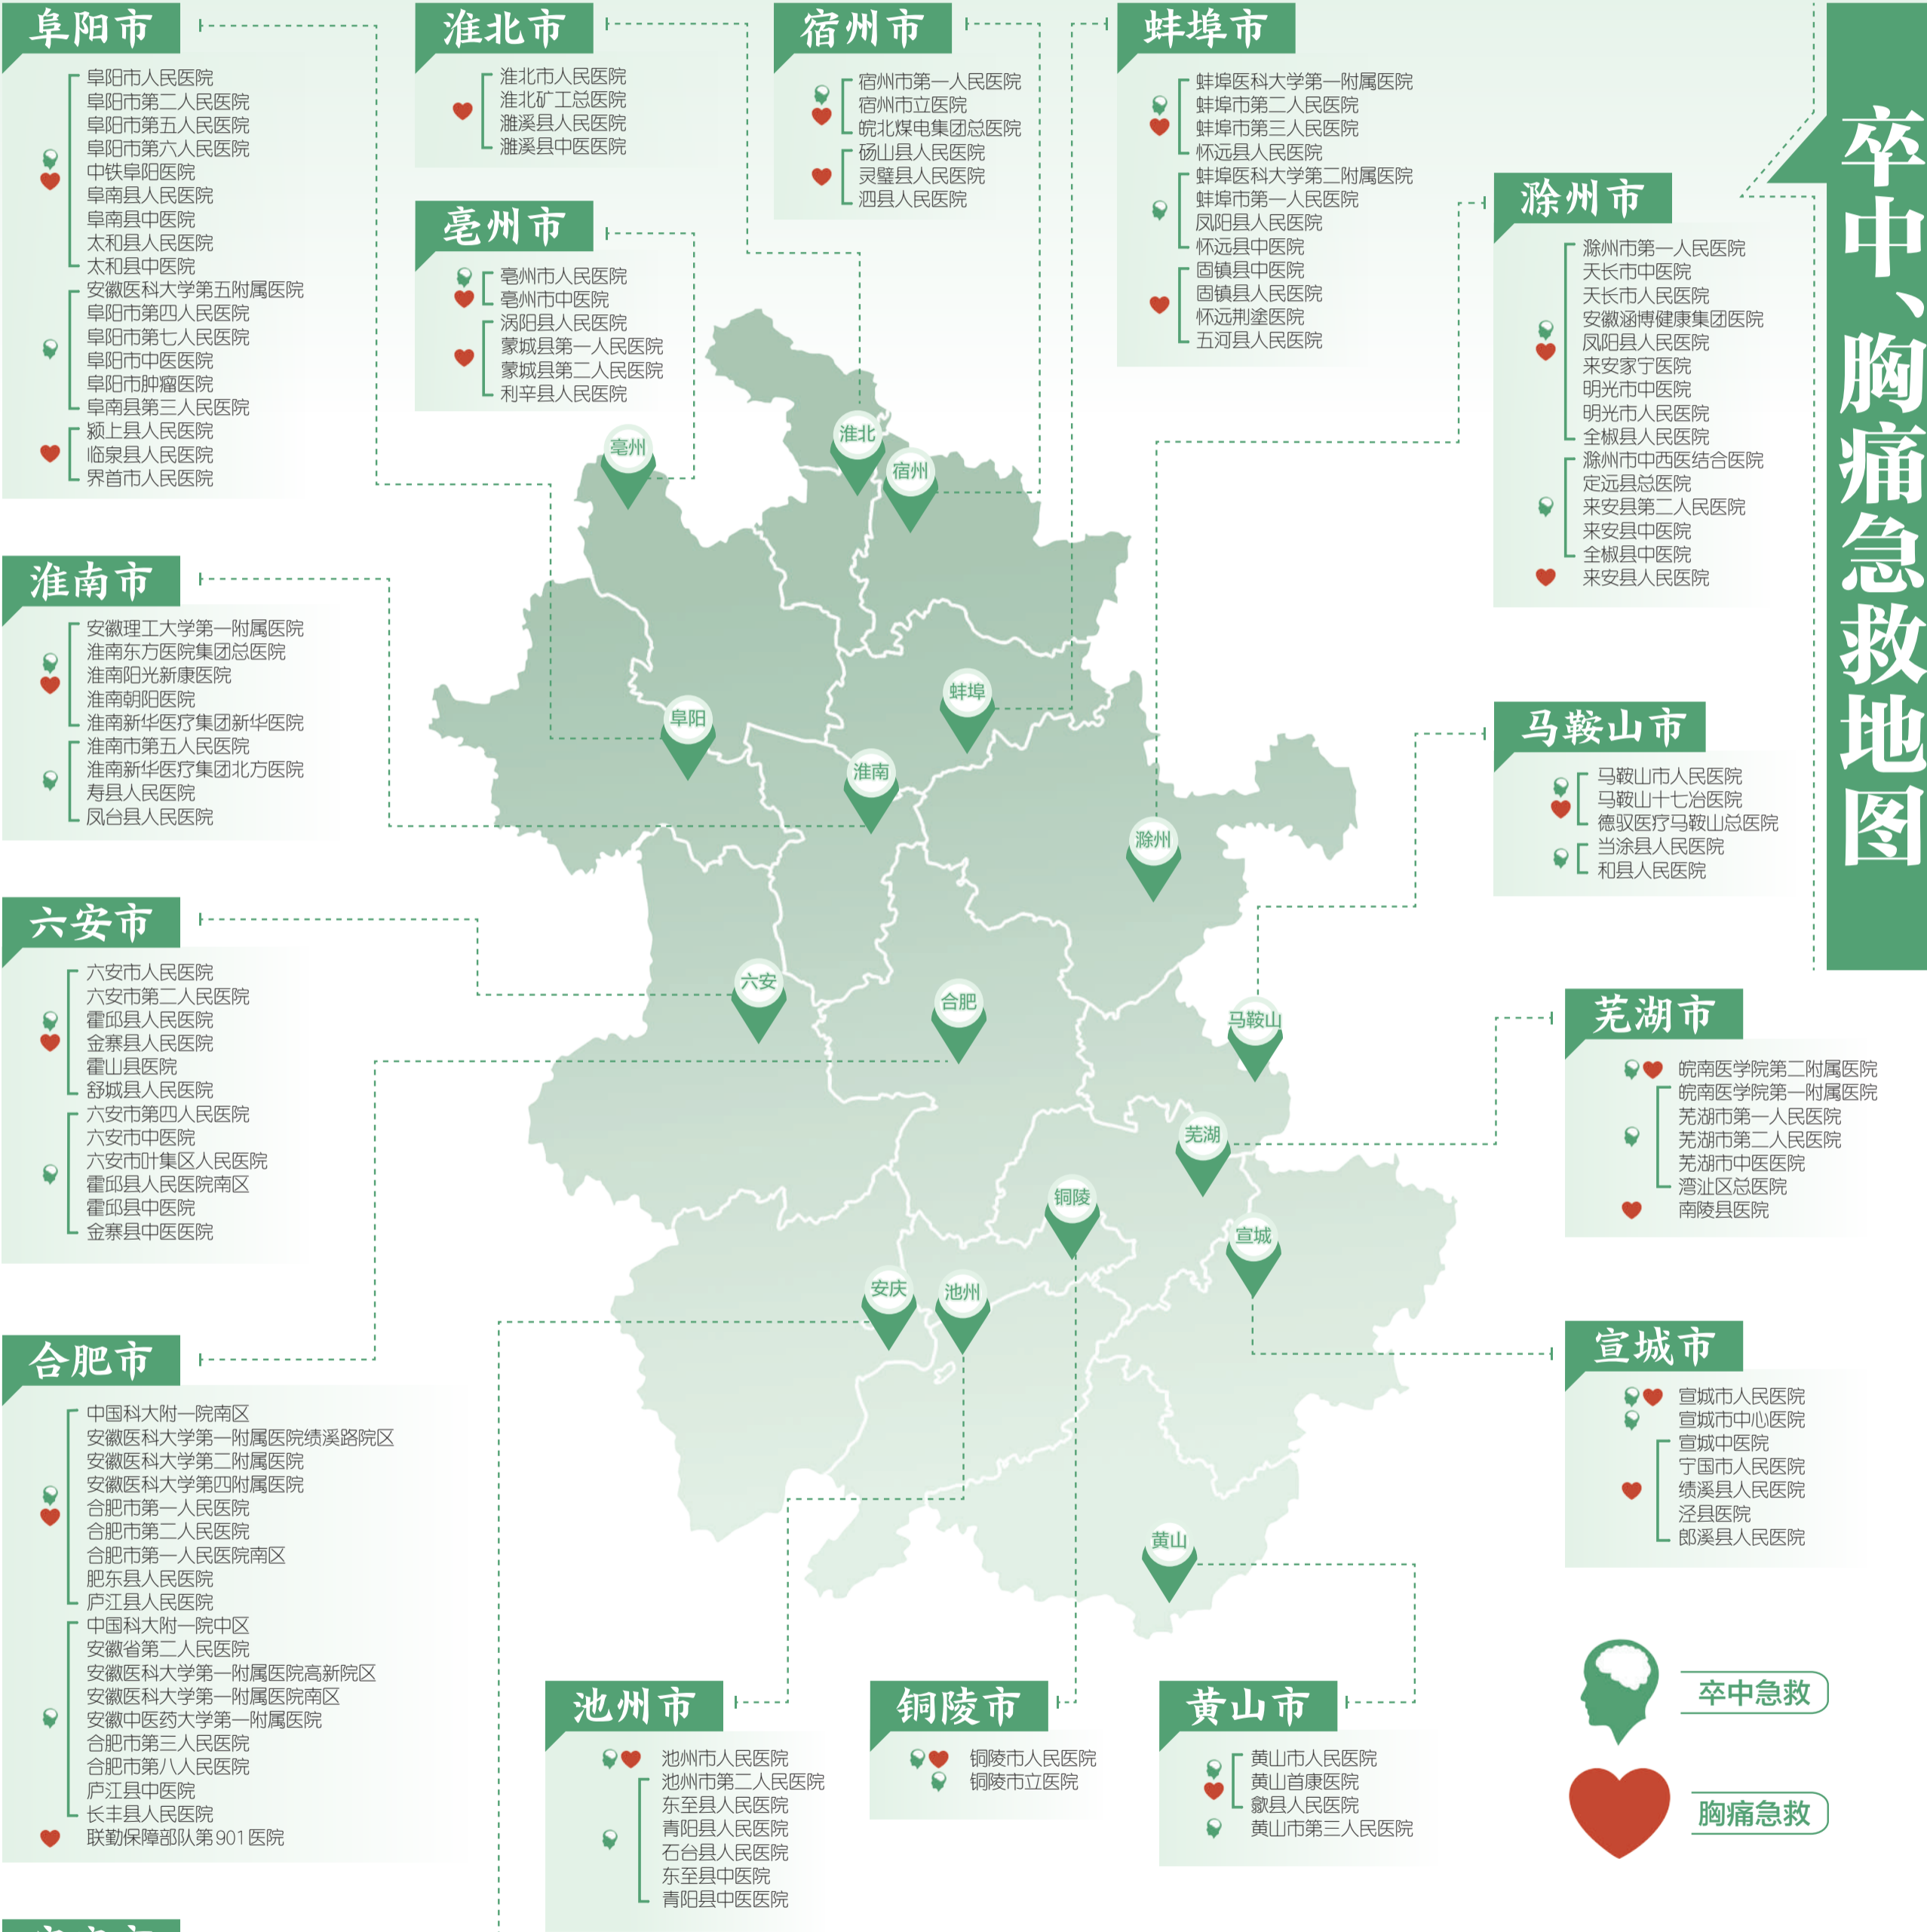 卒中、胸痛急救地图
阜阳市
阜阳市人民医院
阜阳市第二人民医院
阜阳市第五人民医院
阜阳市第六人民医院
中铁阜阳医院
阜南县人民医院
阜南县中医院
太和县人民医院
太和县中医院
安徽医科大学第五附属医院
阜阳市第四人民医院
阜阳市第七人民医院
阜阳市中医医院
阜阳市肿瘤医院
阜南县第三人民医院
颍上县人民医院
临泉县人民医院
界首市人民医院
淮北市
淮北市人民医院
淮北矿工总医院
濉溪县人民医院
濉溪县中医医院
亳州市
亳州市人民医院
亳州市中医院
涡阳县人民医院
蒙城县第一人民医院
蒙城县第二人民医院
利辛县人民医院
宿州市
宿州市第一人民医院
宿州市立医院
皖北煤电集团总医院
砀山县人民医院
灵璧县人民医院
泗县人民医院
蚌埠市
蚌埠医科大学第一附属医院
蚌埠市第二人民医院
蚌埠市第三人民医院
怀远县人民医院
蚌埠医科大学第二附属医院
蚌埠市第一人民医院
凤阳县人民医院
怀远县中医院
固镇县中医院
固镇县人民医院
怀远荆塗医院
五河县人民医院
滁州市
滁州市第一人民医院
天长市中医院
天长市人民医院
安徽涵博健康集团医院
凤阳县人民医院
来安家宁医院
明光市中医院
明光市人民医院
全椒县人民医院
滁州市中西医结合医院
定远县总医院
来安县第二人民医院
来安县中医院
全椒县中医院
来安县人民医院
淮南市
安徽理工大学第一附属医院
淮南东方医院集团总医院
淮南阳光新康医院
淮南朝阳医院
淮南新华医疗集团新华医院
淮南市第五人民医院
淮南新华医疗集团北方医院
寿县人民医院
凤台县人民医院
马鞍山市
马鞍山市人民医院
马鞍山十七冶医院
德驭医疗马鞍山总医院
当涂县人民医院
和县人民医院
六安市
六安市人民医院
六安市第二人民医院
霍邱县人民医院
金寨县人民医院
霍山县医院
舒城县人民医院
六安市第四人民医院
六安市中医院
六安市叶集区人民医院
霍邱县人民医院南区
霍邱县中医院
金寨县中医医院
芜湖市
皖南医学院第二附属医院
皖南医学院第一附属医院
芜湖市第一人民医院
芜湖市第二人民医院
芜湖市中医医院
湾沚区总医院
南陵县医院
宣城市
宣城市人民医院
宣城市中心医院
宣城中医院
宁国市人民医院
绩溪县人民医院
泾县医院
郎溪县人民医院
合肥市
中国科大附一院南区
安徽医科大学第一附属医院绩溪路院区
安徽医科大学第二附属医院
安徽医科大学第四附属医院
合肥市第一人民医院
合肥市第二人民医院
合肥市第一人民医院南区
肥东县人民医院
庐江县人民医院
中国科大附一院中区
安徽省第二人民医院
安徽医科大学第一附属医院高新院区
安徽医科大学第一附属医院南区
安徽中医药大学第一附属医院
合肥市第三人民医院
合肥市第八人民医院
庐江县中医院
长丰县人民医院
联勤保障部队第901医院
池州市
池州市人民医院
池州市第二人民医院
东至县人民医院
青阳县人民医院
石台县人民医院
东至县中医院
青阳县中医医院
铜陵市
铜陵市人民医院
铜陵市立医院
黄山市
黄山市人民医院
黄山首康医院
歙县人民医院
黄山市第三人民医院
卒中急救
胸痛急救
亳州
淮北
宿州
蚌埠
阜阳
淮南
滁州
六安
合肥
马鞍山
芜湖
铜陵
宣城
安庆
池州
黄山